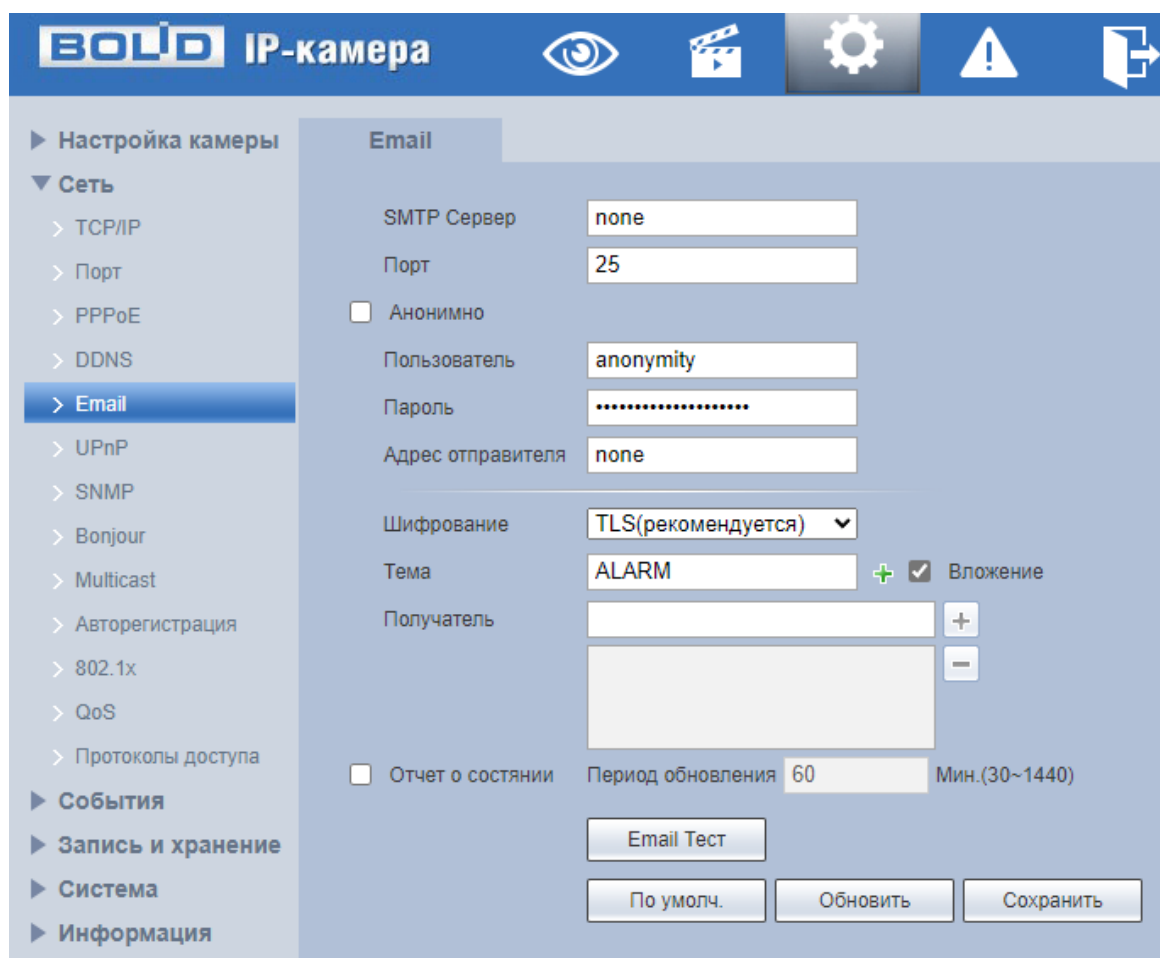 BOLID IP-камера
Настройка камеры
Сеть
TCP/IP
Порт
PPPoE
DDNS
Email
UPnP
SNMP
Bonjour
Multicast
Авторегистрация
802.1x
QoS
Протоколы доступа
События
Запись и хранение
Система
Информация
Email
SMTP Сервер none
Порт 25
Анонимно
Пользователь anonymity
Пароль ••••••••••••••••••••
Адрес отправителя none
Шифрование TLS(рекомендуется)
Тема ALARM Вложение
Получатель
Отчет о состянии Период обновления 60 Мин.(30~1440)
Email Тест
По умолч. Обновить Сохранить